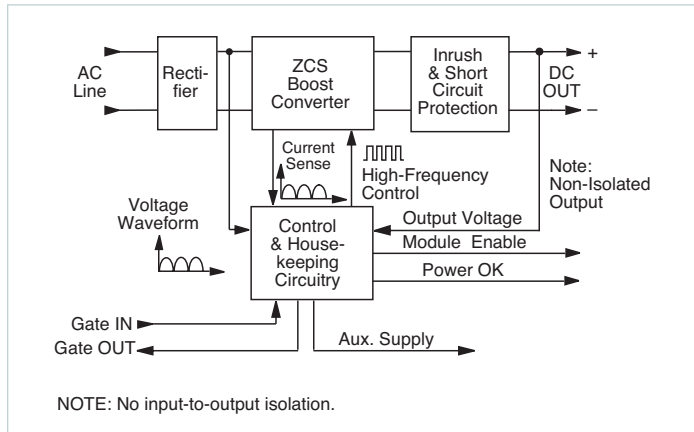 AC
Line
Recti-
fier
ZCS
Boost
Converter
Inrush
& Short
Circuit
Protection
+
DC
OUT
–
Current
Sense
High-Frequency
Control
Note:
Non-Isolated
Output
Voltage
Waveform
Control
& House-
keeping
Circuitry
Output Voltage
Module Enable
Power OK
Gate IN
Gate OUT
Aux. Supply
NOTE: No input-to-output isolation.